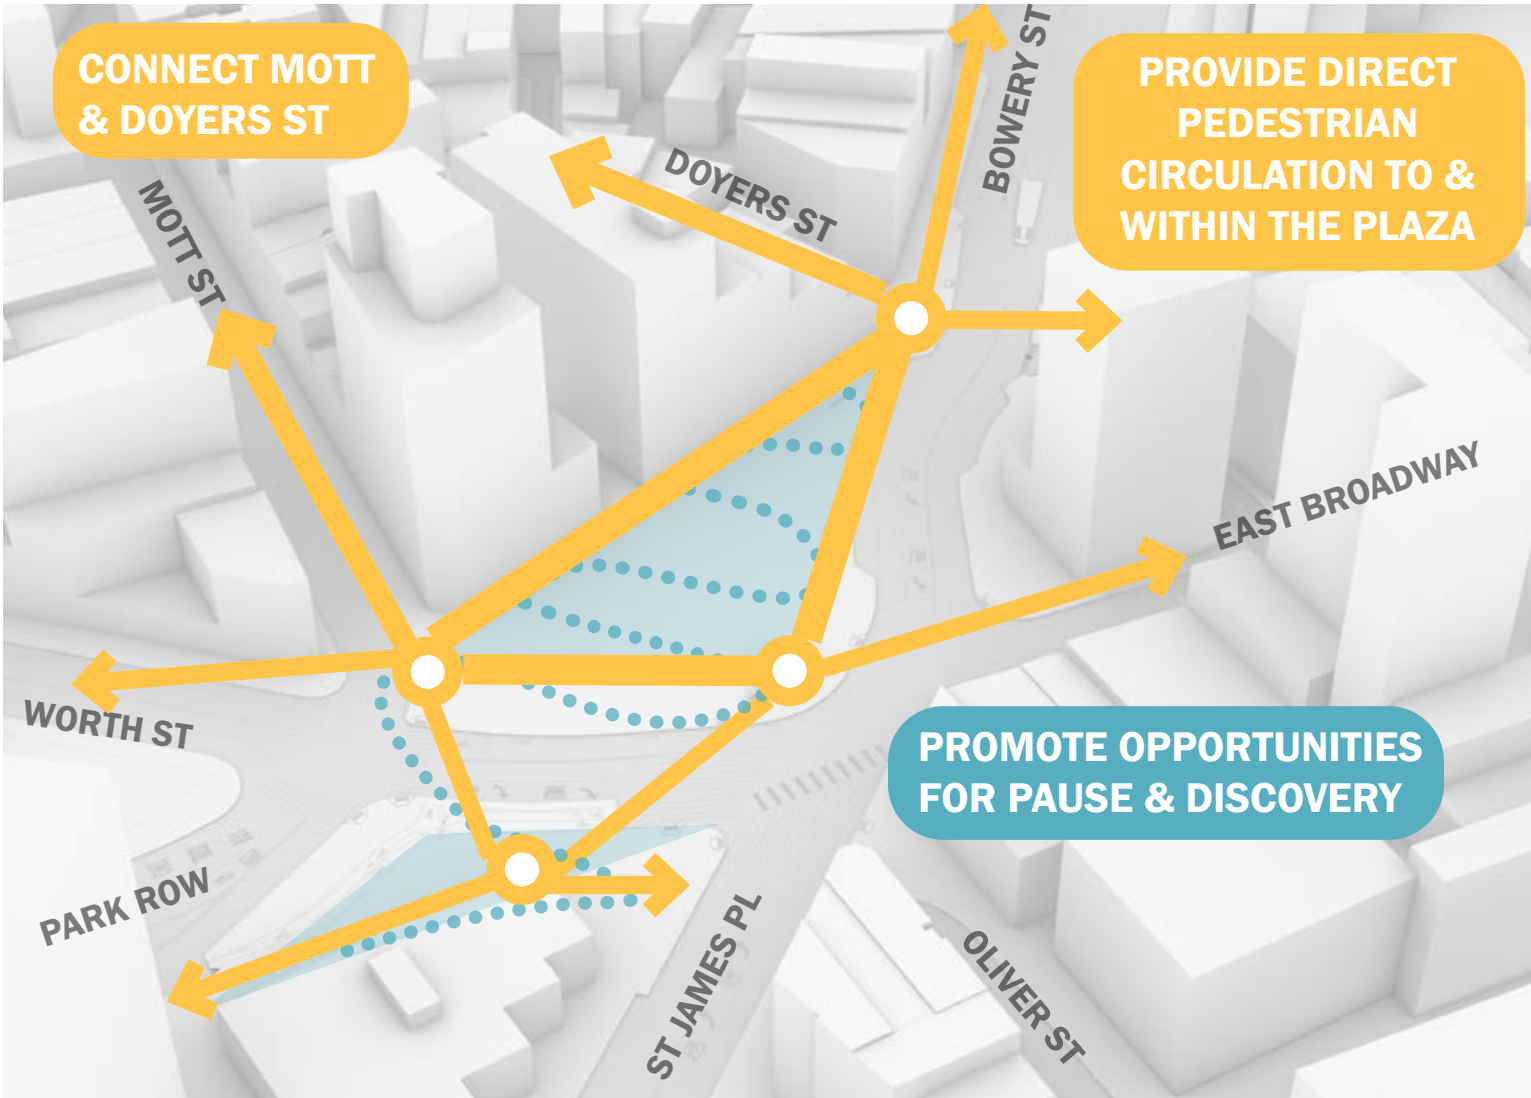 CONNECT MOTT
& DOYERS ST
BOWERY ST
PROVIDE DIRECT
PEDESTRIAN
CIRCULATION TO &
WITHIN THE PLAZA
DOYERS ST
MOTT ST
EAST BROADWAY
WORTH ST
PROMOTE OPPORTUNITIES
FOR PAUSE & DISCOVERY
PARK ROW
ST JAMES PL
OLIVER ST